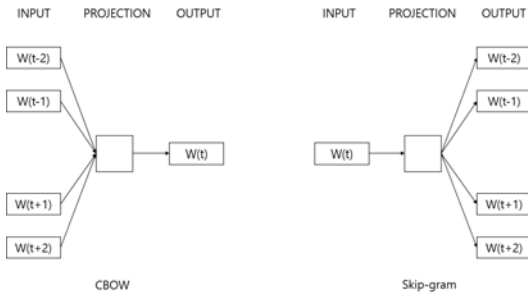 INPUT PROJECTION OUTPUT
W(t-2)
W(t-1)
W(t)
W(t+1)
W(t+2)
CBOW
INPUT PROJECTION OUTPUT
W(t-2)
W(t-1)
W(t)
W(t+1)
W(t+2)
Skip-gram